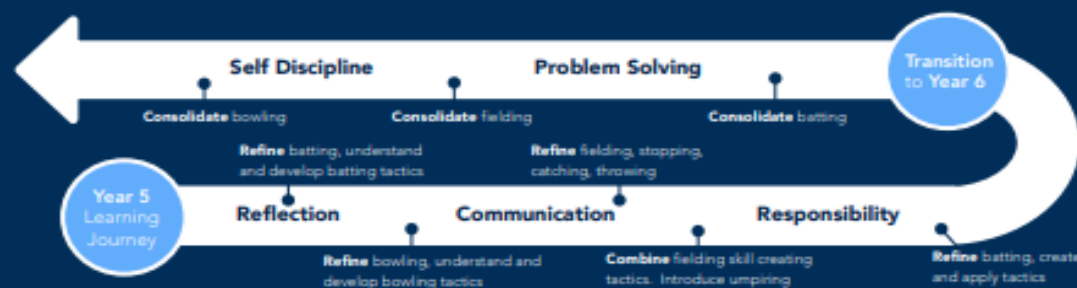 Self Discipline
Problem Solving
Transition
to Year 6
Consolidate bowling
Consolidate fielding
Consolidate batting
Refine batting, understand
and develop batting tactics
Refine fielding, stopping,
catching, throwing
Year 5
Learning
Journey
Reflection
Communication
Responsibility
Refine bowling, understand and
develop bowling tactics
Combine fielding skill creating
tactics. Introduce umpiring
Refine batting, create
and apply tactics